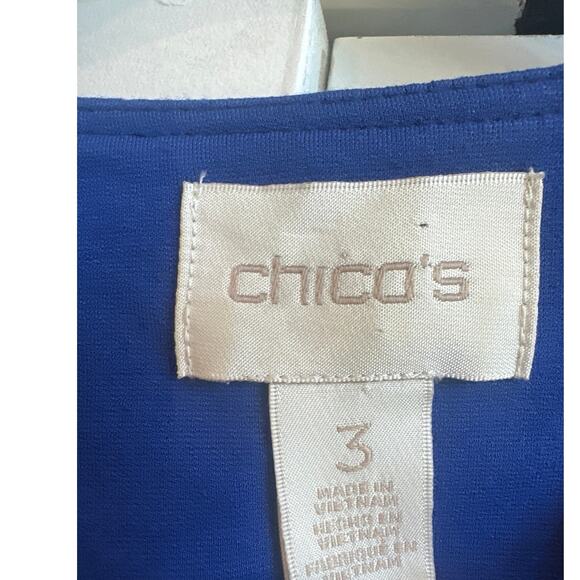 chico's
3
MADE IN
VIETNAM
HECHO EN
VIETNAM
FABRIQUÉ EN
VIETNAM